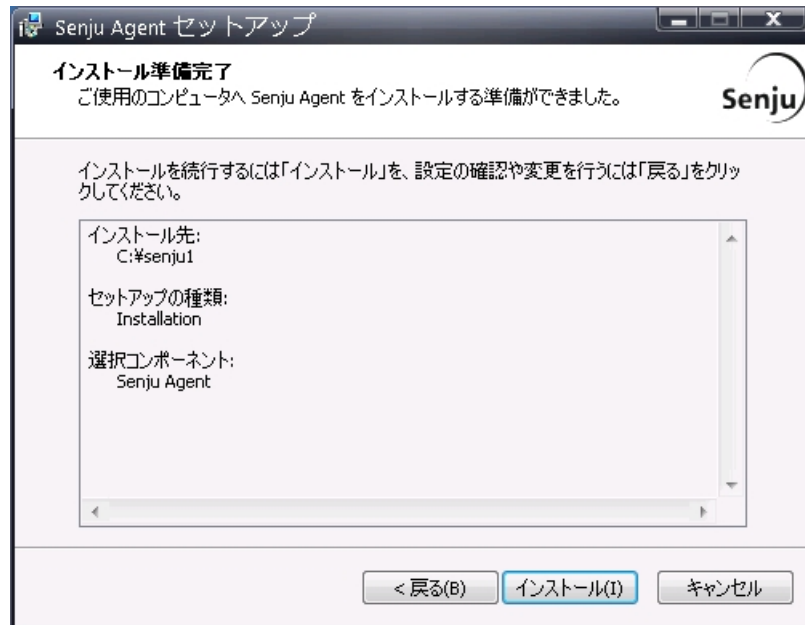 Senju Agent セットアップ
インストール準備完了
ご使用のコンピュータへ Senju Agent をインストールする準備ができました。
Senju
インストールを続行するには「インストール」を、設定の確認や変更を行うには「戻る」をクリッ
クしてください。
インストール先:
C:¥senju1
セットアップの種類:
Installation
選択コンポーネント:
Senju Agent
< 戻る(B)
インストール(I)
キャンセル